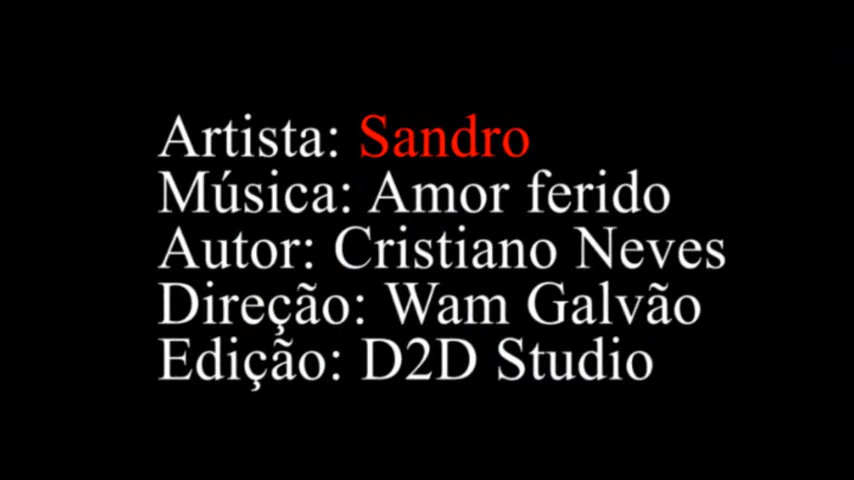 Artista: Sandro
Música: Amor ferido
Autor: Cristiano Neves
Direção: Wam Galvão
Edição: D2D Studio